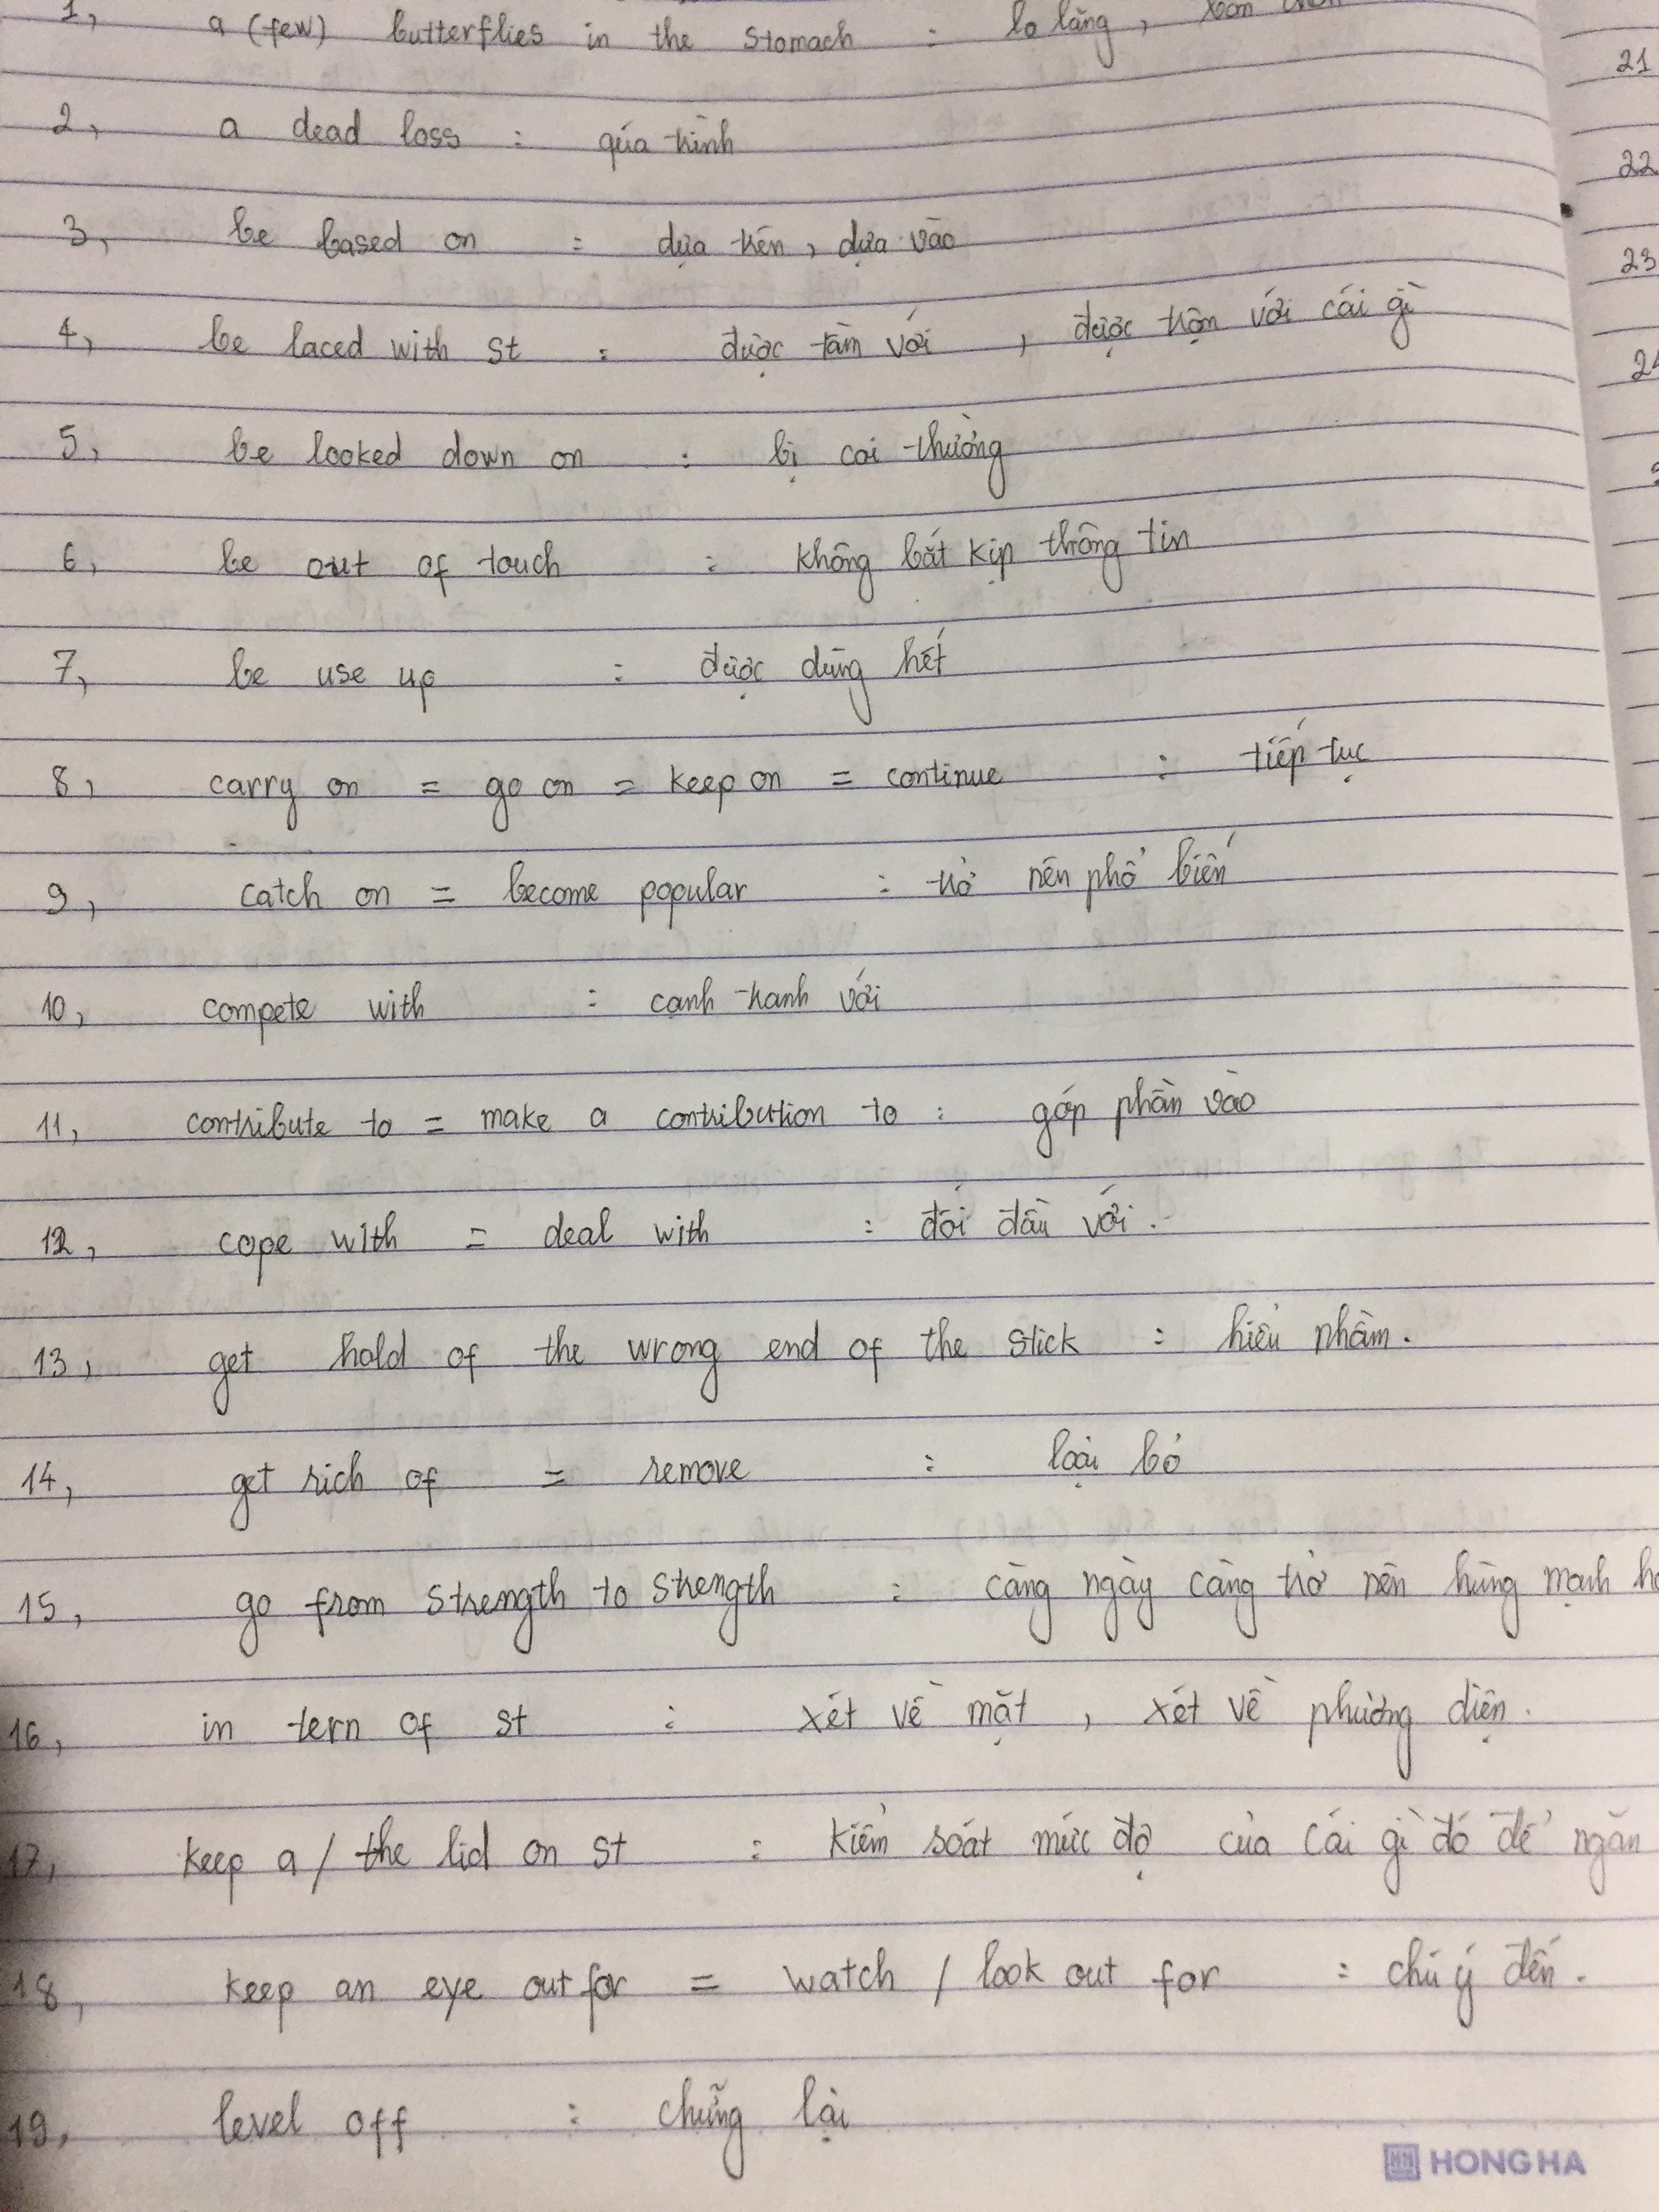 1, a (few) butterflies in the stomach : lo lắng,
21
2, a dead loss : qúa trình
22
3, be based on : dựa trên, dựa vào
23
4, be laced with st : được tẩm với, được trộn với cái gì
5, be looked down on : bị coi thường
6, be out of touch : không bắt kịp thông tin
7, be use up : được dùng hết
8, carry on = go on = keep on = continue : tiếp tục
9, catch on = become popular : trở nên phổ biến
10, compete with : cạnh tranh với
11, contribute to = make a contribution to : góp phần vào
12, cope with = deal with : đối đầu với.
13, get hold of the wrong end of the stick : hiểu nhầm.
14, get rich of = remove : loại bỏ
15, go from strength to strength : càng ngày càng trở nên hùng mạnh
16, in tern of st : xét về mặt, xét về phương diện.
17, keep a / the lid on st : kiểm soát mức độ của cái gì đó để ngăn
18, keep an eye out for = watch / look out for : chú ý đến.
19, level off : chững lại
HONG HA